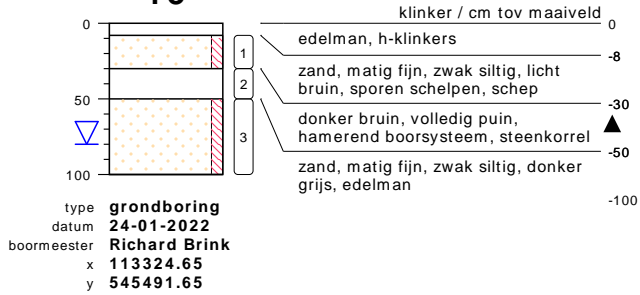 klinker / cm tov maaiveld
0
0
edelman, h-klinkers
-8
1
zand, matig fijn, zwak siltig, licht
bruin, sporen schelpen, schep
-30
2
50
donker bruin, volledig puin,
hamerend boorsysteem, steenkorrel
-50
3
zand, matig fijn, zwak siltig, donker
grijs, edelman
100
-100
type grondboring
datum 24-01-2022
boormeester Richard Brink
x 113324.65
y 545491.65